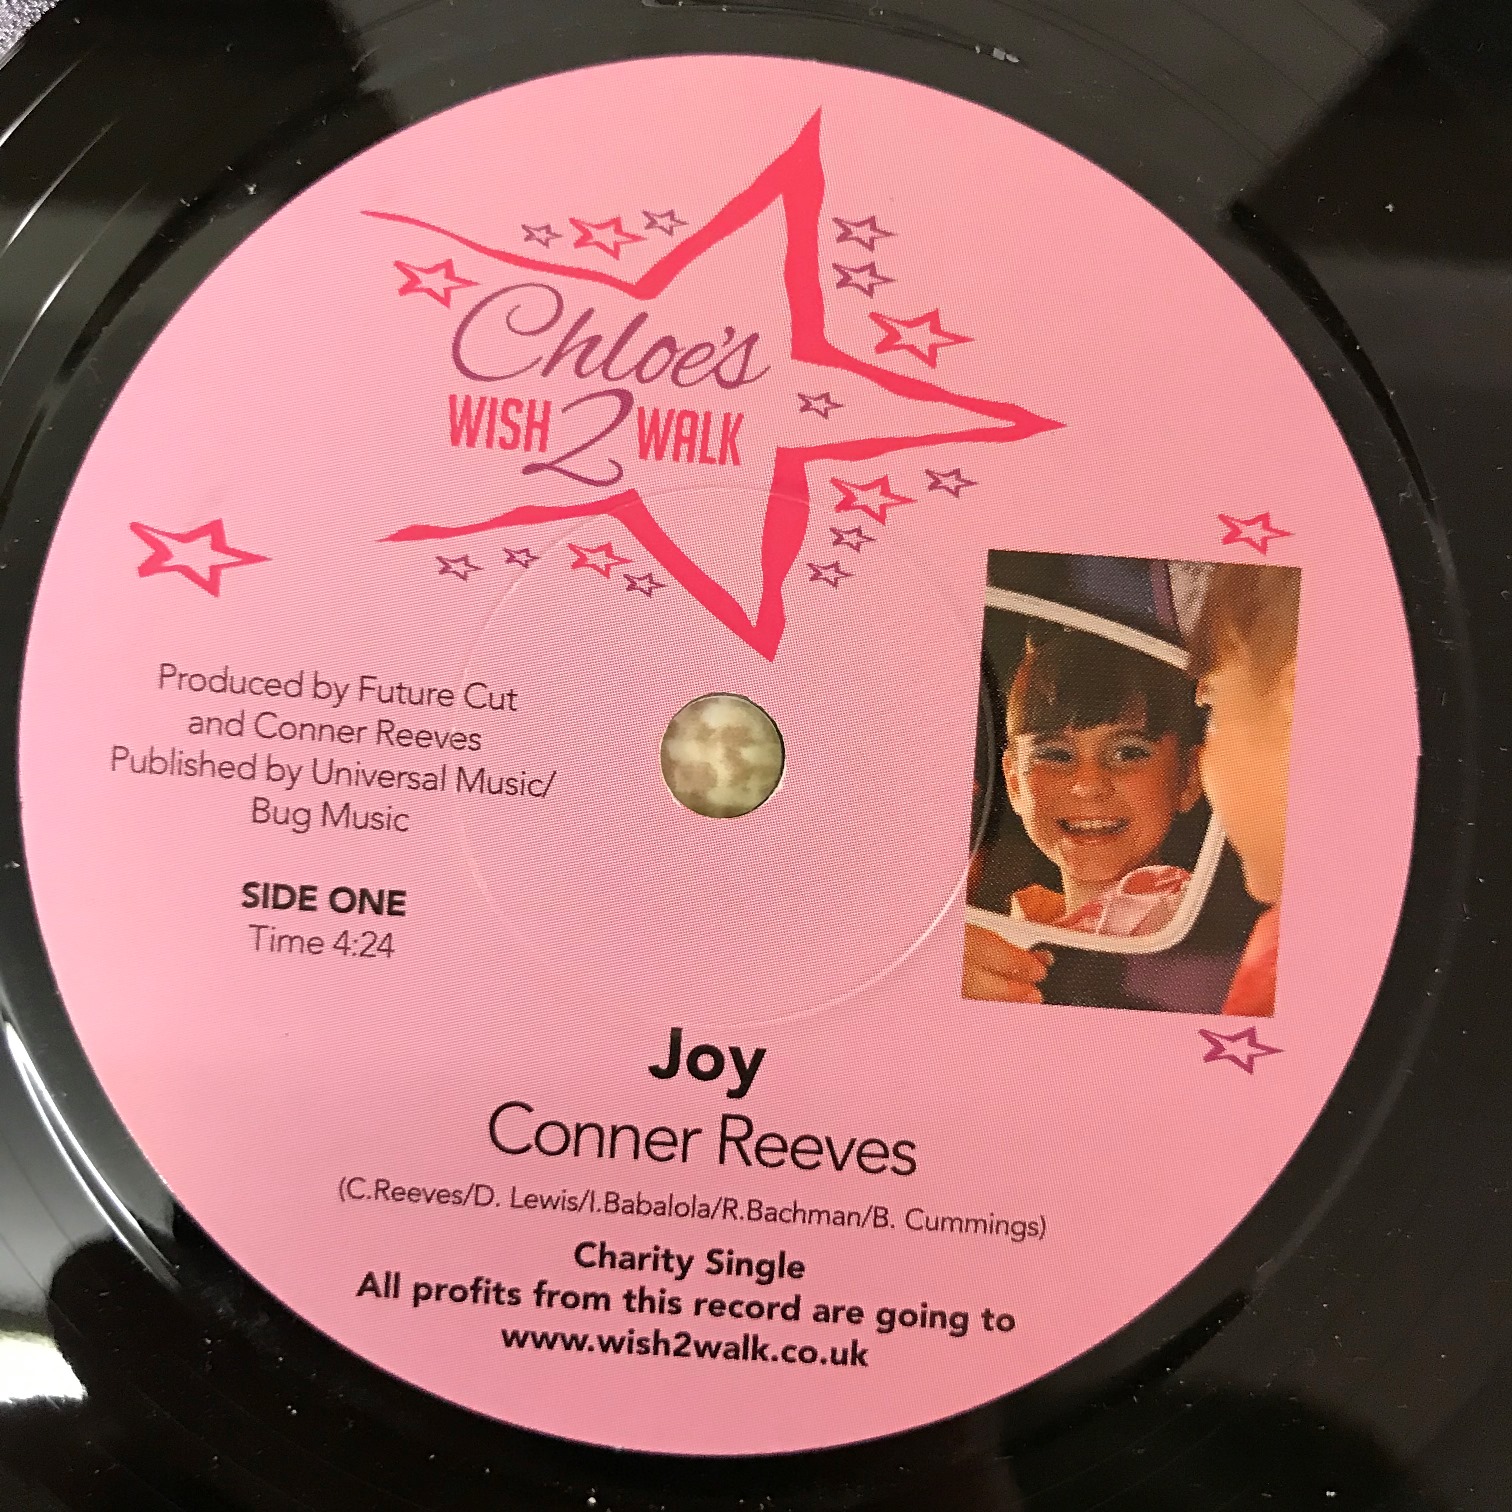 Chloe's
WISH 2 WALK
Produced by Future Cut
and Conner Reeves
Published by Universal Music/
Bug Music
SIDE ONE
Time 4:24
Joy
Conner Reeves
(C.Reeves/D. Lewis/I.Babalola/R.Bachman/B. Cummings)
Charity Single
All profits from this record are going to
www.wish2walk.co.uk